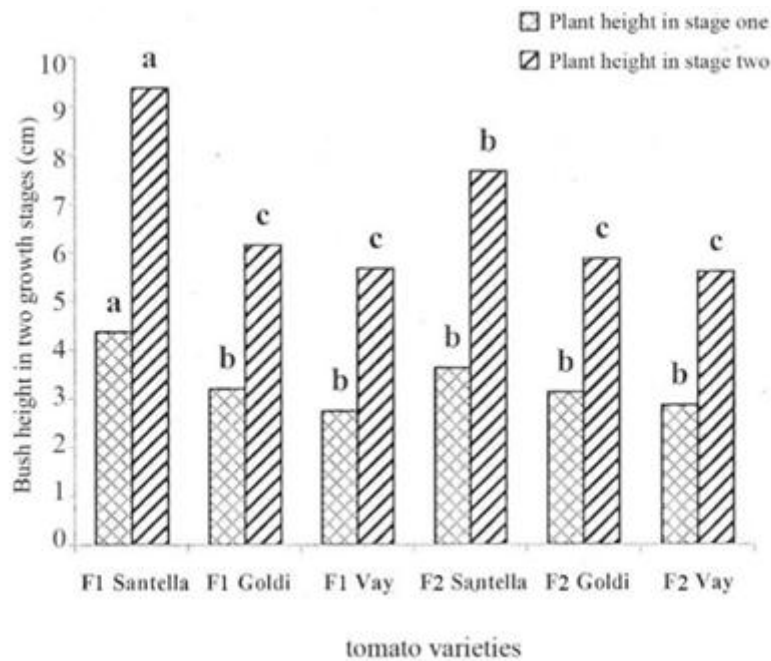 Plant height in stage one
Plant height in stage two
Bush height in two growth stages (cm)
10
9
8
7
6
5
4
3
2
1
0
a
a
b
c
b
c
b
b
b
c
b
c
F1 Santella
F1 Goldi
F1 Vay
F2 Santella
F2 Goldi
F2 Vay
tomato varieties